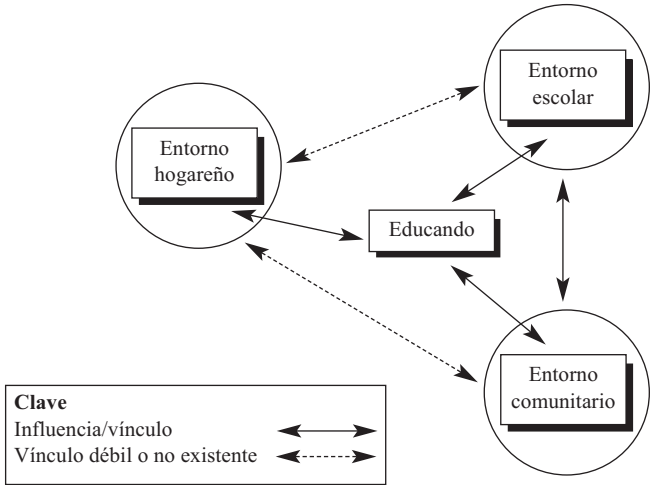 Entorno
escolar
Entorno
hogareño
Educando
Entorno
comunitario
Clave
Influencia/vínculo
Vínculo débil o no existente